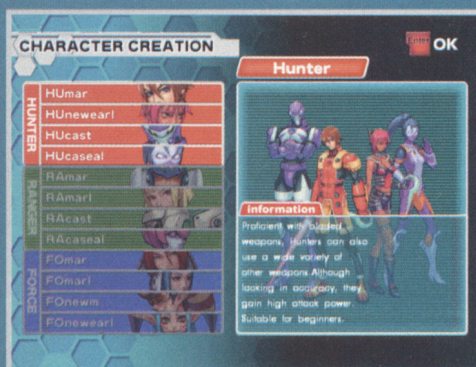 CHARACTER CREATION
Enter OK
Hunter
HUNTER
HUmar
HUnewearl
HUcast
HUcaseal
RANGER
RAmar
RAmarl
RAcast
RAcaseal
FORCE
FOmar
FOmarl
FOnewm
FOnewearl
information
Proficient with bladed
weapons, Hunters can also
use a wide variety of
other weapons.Although
lacking in accuracy, they
gain high attack power.
Suitable for beginners.